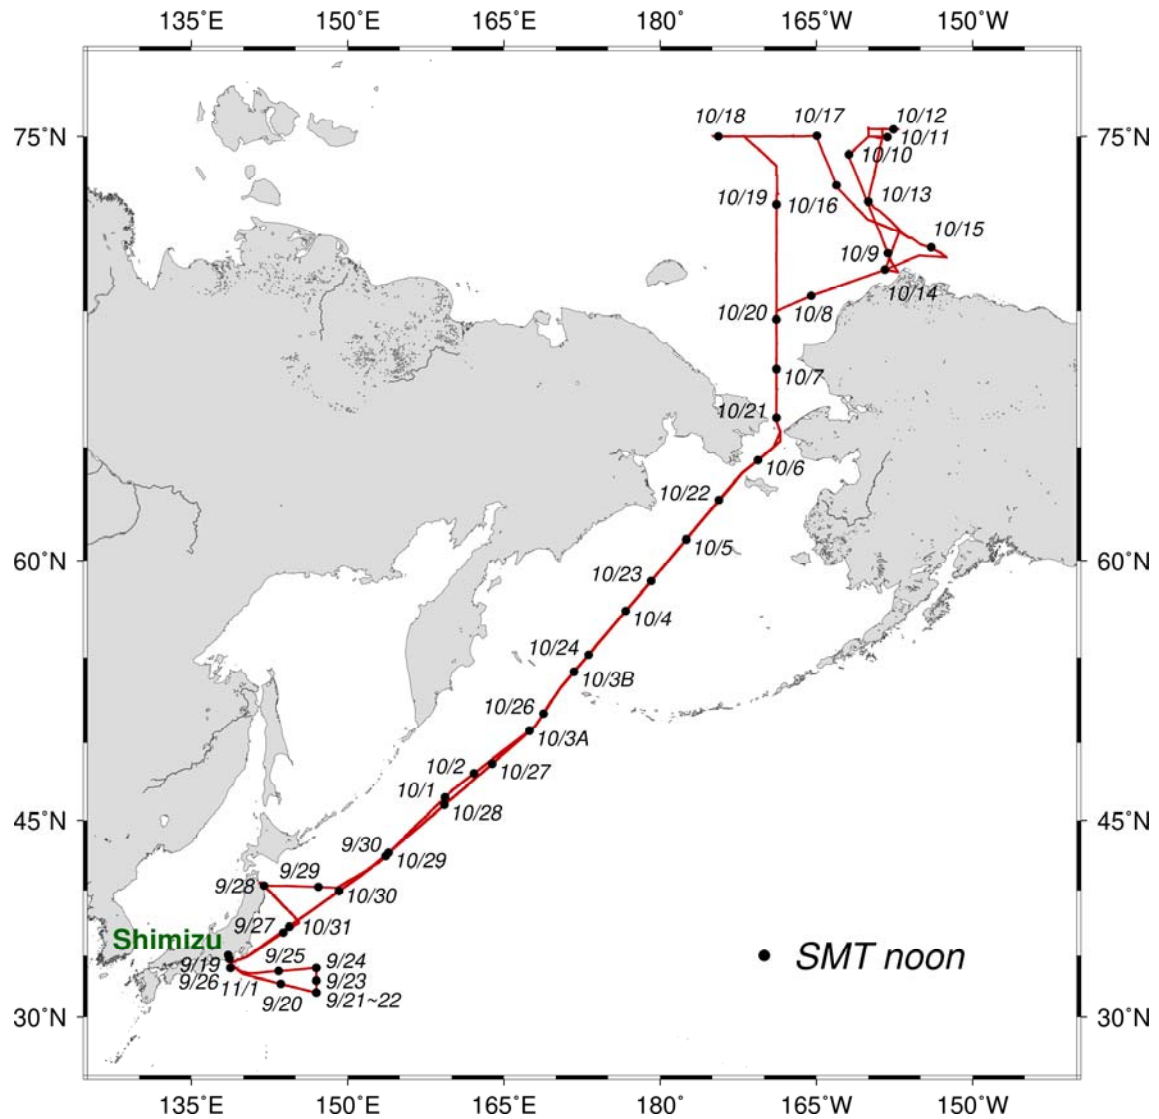 135˚E 150˚E 165˚E 180˚ 165˚W 150˚W
10/18 10/17 10/12
75˚N 75˚N
10/11
10/10
10/19 10/16 10/13
10/15
10/9
10/14
10/8
10/20
10/7
10/21
10/6
10/22
10/5
60˚N 60˚N
10/23
10/4
10/24
10/3B
10/26
10/3A
10/2 10/27
10/1
10/28
45˚N 45˚N
9/30
10/29
9/29
9/28 10/30
9/27 10/31
Shimizu
9/25 9/24
SMT noon
9/19
9/26 11/1 9/23
9/20 9/21~22
30˚N 30˚N
135˚E 150˚E 165˚E 180˚ 165˚W 150˚W